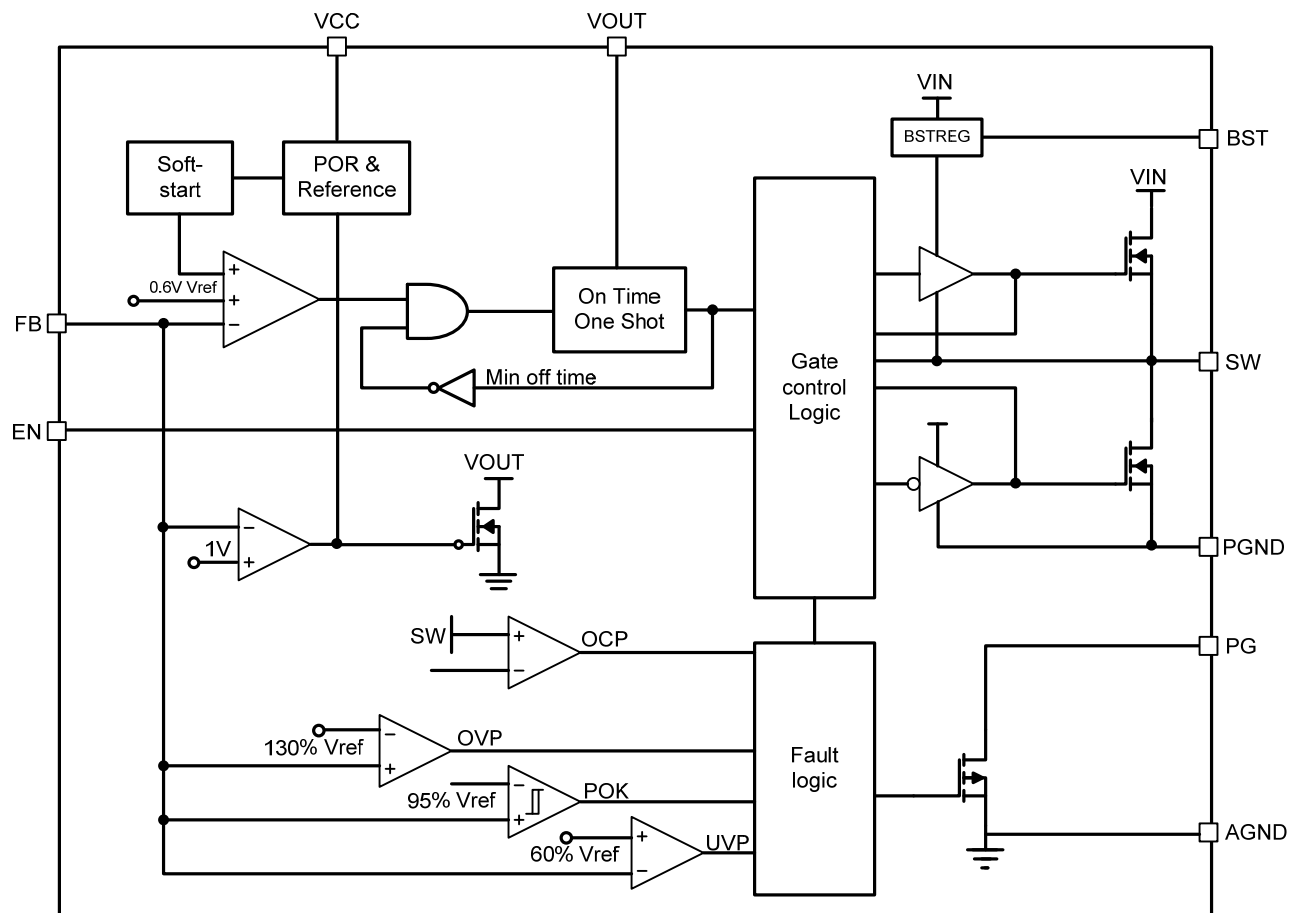 VCC
VOUT
VIN
BSTREG
BST
Soft-
start
POR &
Reference
VIN
+
0.6V Vref
+
−
FB
On Time
One Shot
Min off time
Gate
control
Logic
SW
EN
VOUT
−
1V
+
PGND
SW
+
−
OCP
PG
130% Vref
−
+
OVP
Fault
logic
95% Vref
−
+
POK
60% Vref
+
−
UVP
AGND